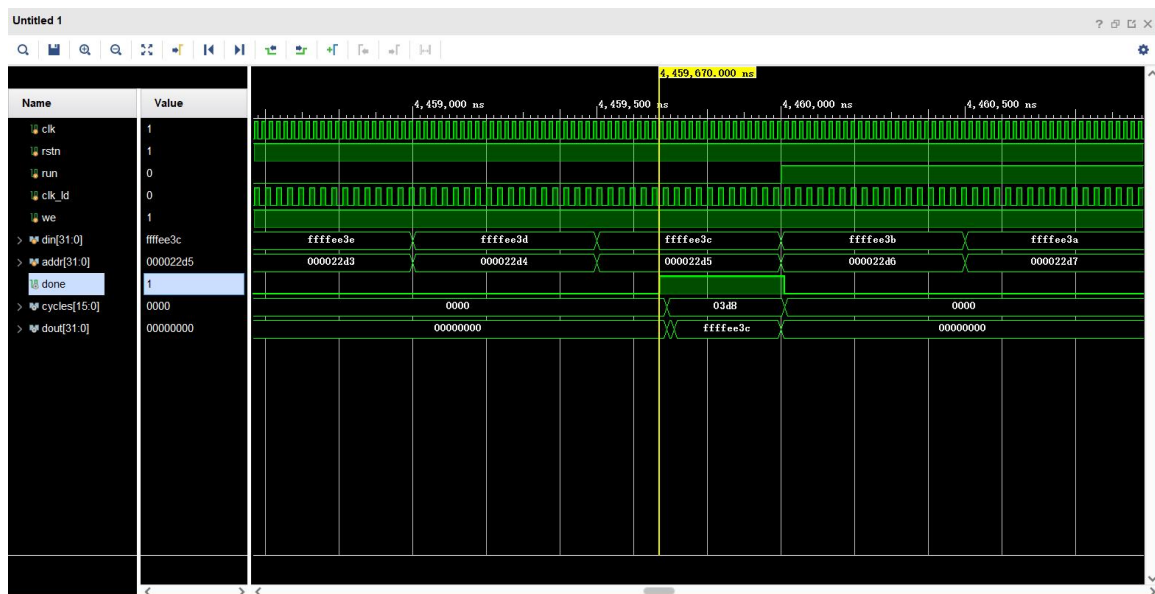 Untitled 1
4,459,670.000 ns
Name Value
4,459,000 ns 4,459,500 ns 4,460,000 ns 4,460,500 ns
clk 1
rstn 1
run 0
clk_ld 0
we 1
din[31:0] ffffee3c ffffee3e ffffee3d ffffee3c ffffee3b ffffee3a
addr[31:0] 000022d5 000022d3 000022d4 000022d5 000022d6 000022d7
done 1
cycles[15:0] 0000 0000 03d8 0000
dout[31:0] 00000000 00000000 ffffee3c 00000000